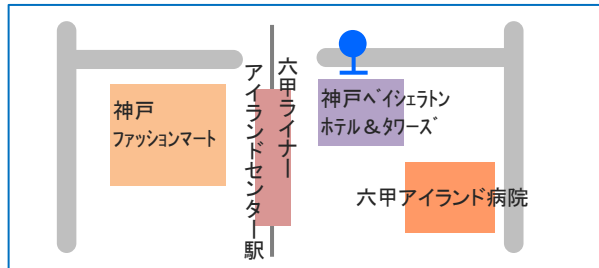 神戸
ファッションマート
アイランドセンター駅
六甲ライナー
神戸ベイシェラトン
ホテル＆タワーズ
六甲アイランド病院